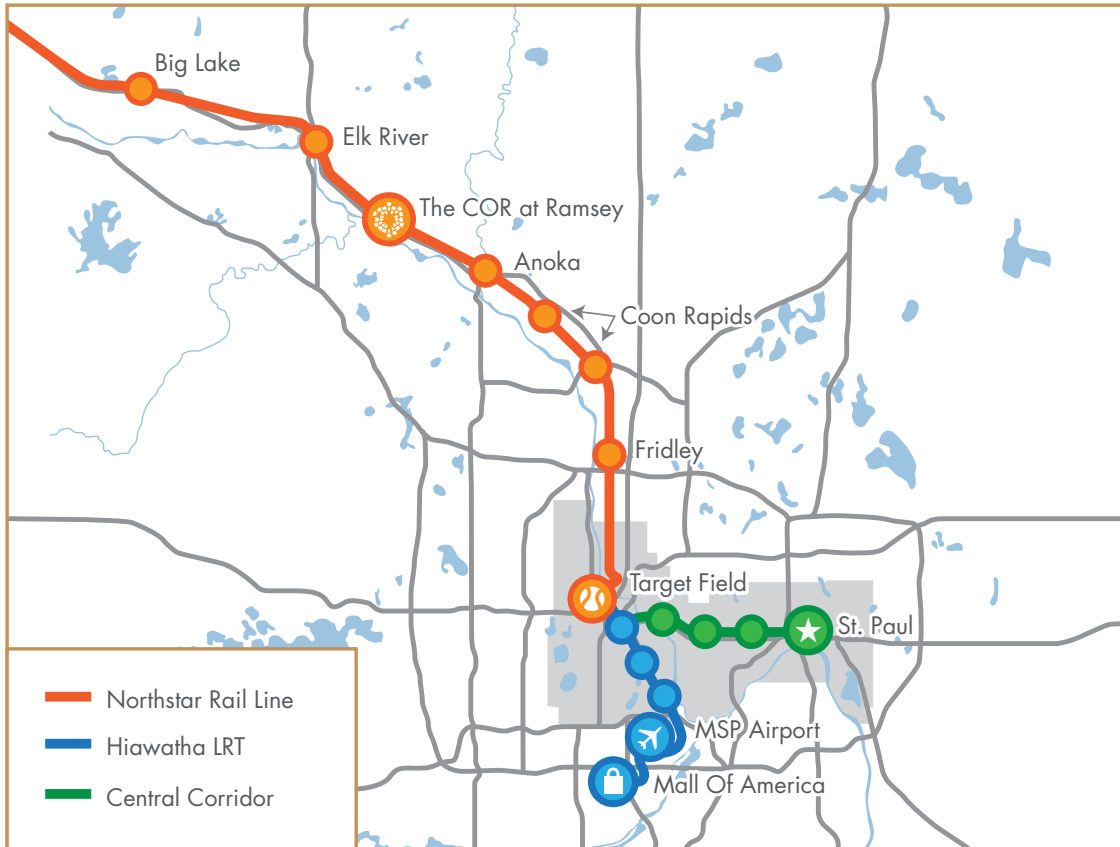 Big Lake
Elk River
The COR at Ramsey
Anoka
Coon Rapids
Fridley
Target Field
St. Paul
MSP Airport
Mall Of America
Northstar Rail Line
Hiawatha LRT
Central Corridor